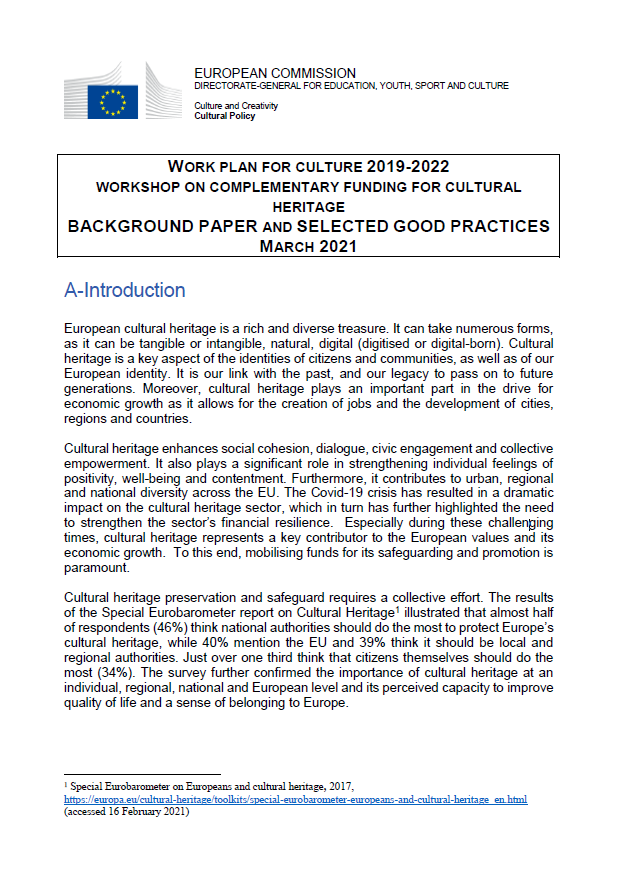 EUROPEAN COMMISSION
DIRECTORATE-GENERAL FOR EDUCATION, YOUTH, SPORT AND CULTURE
Culture and Creativity
Cultural Policy
WORK PLAN FOR CULTURE 2019-2022
WORKSHOP ON COMPLEMENTARY FUNDING FOR CULTURAL
HERITAGE
BACKGROUND PAPER AND SELECTED GOOD PRACTICES
MARCH 2021
A-Introduction
European cultural heritage is a rich and diverse treasure. It can take numerous forms,
as it can be tangible or intangible, natural, digital (digitised or digital-born). Cultural
heritage is a key aspect of the identities of citizens and communities, as well as of our
European identity. It is our link with the past, and our legacy to pass on to future
generations. Moreover, cultural heritage plays an important part in the drive for
economic growth as it allows for the creation of jobs and the development of cities,
regions and countries.
Cultural heritage enhances social cohesion, dialogue, civic engagement and collective
empowerment. It also plays a significant role in strengthening individual feelings of
positivity, well-being and contentment. Furthermore, it contributes to urban, regional
and national diversity across the EU. The Covid-19 crisis has resulted in a dramatic
impact on the cultural heritage sector, which in turn has further highlighted the need
to strengthen the sector's financial resilience. Especially during these challenging
times, cultural heritage represents a key contributor to the European values and its
economic growth. To this end, mobilising funds for its safeguarding and promotion is
paramount.
Cultural heritage preservation and safeguard requires a collective effort. The results
of the Special Eurobarometer report on Cultural Heritage1 illustrated that almost half
of respondents (46%) think national authorities should do the most to protect Europe's
cultural heritage, while 40% mention the EU and 39% think it should be local and
regional authorities. Just over one third think that citizens themselves should do the
most (34%). The survey further confirmed the importance of cultural heritage at an
individual, regional, national and European level and its perceived capacity to improve
quality of life and a sense of belonging to Europe.
1 Special Eurobarometer on Europeans and cultural heritage, 2017,
https://europa.eu/cultural-heritage/toolkits/special-eurobarometer-europeans-and-cultural-heritage_en.html
(accessed 16 February 2021)